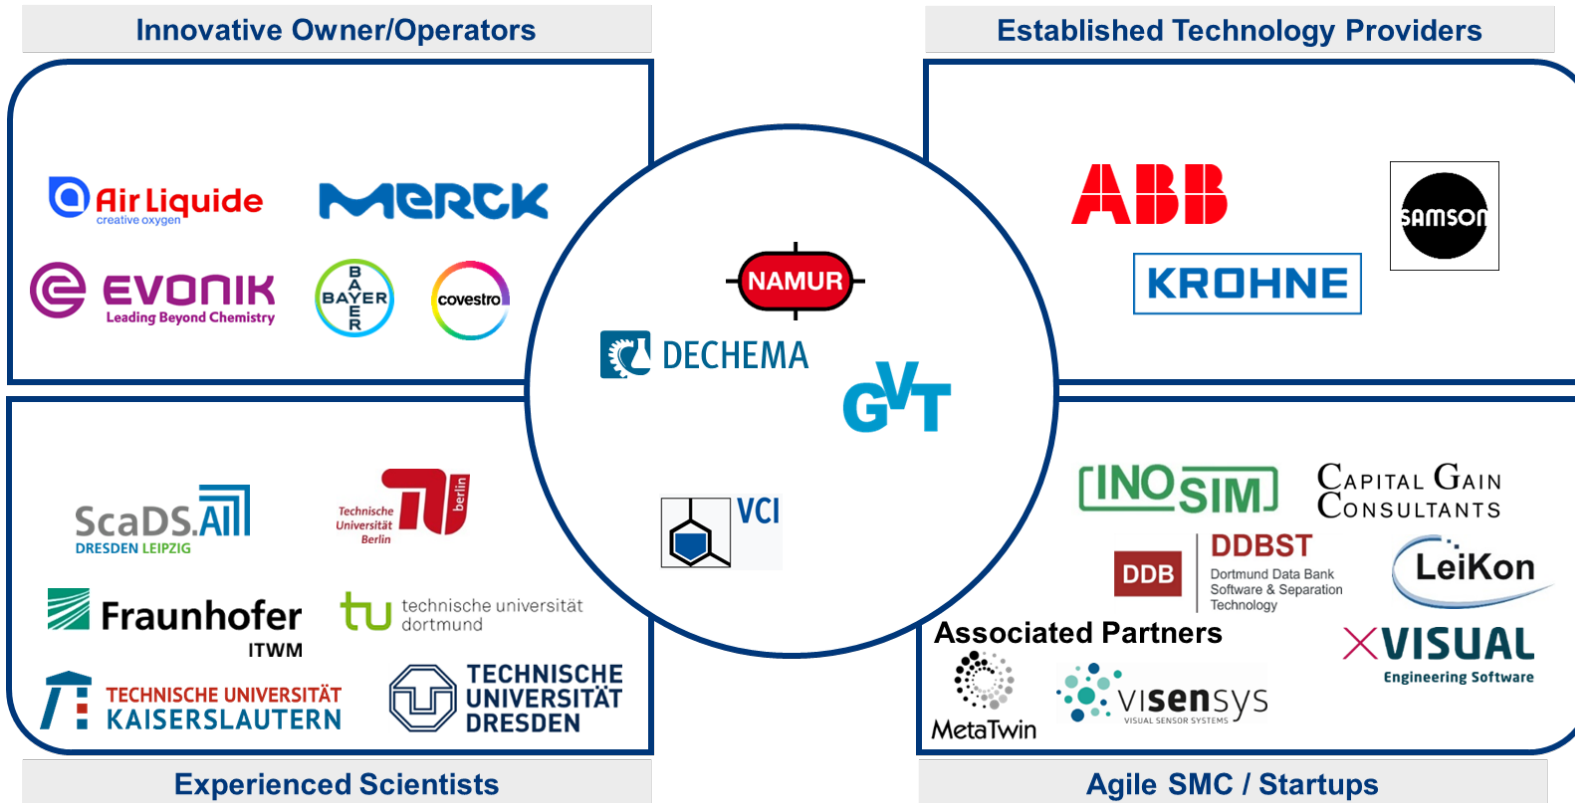 Innovative Owner/Operators
Established Technology Providers
Air Liquide
creative oxygen
MERCK
EVONIK
Leading Beyond Chemistry
BAYER
BAYER
covestro
ABB
SAMSON
KROHNE
NAMUR
DECHEMA
GVT
VCI
ScaDS.AI
DRESDEN LEIPZIG
Technische
Universität
Berlin
berlin
Fraunhofer
ITWM
tu technische universität
dortmund
TECHNISCHE UNIVERSITÄT
KAISERSLAUTERN
TECHNISCHE
UNIVERSITÄT
DRESDEN
INOSIM
CAPITAL GAIN
CONSULTANTS
DDB
DDBST
Dortmund Data Bank
Software & Separation
Technology
LeiKon
Associated Partners
XVISUAL
Engineering Software
MetaTwin
visensys
VISUAL SENSOR SYSTEMS
Experienced Scientists
Agile SMC / Startups